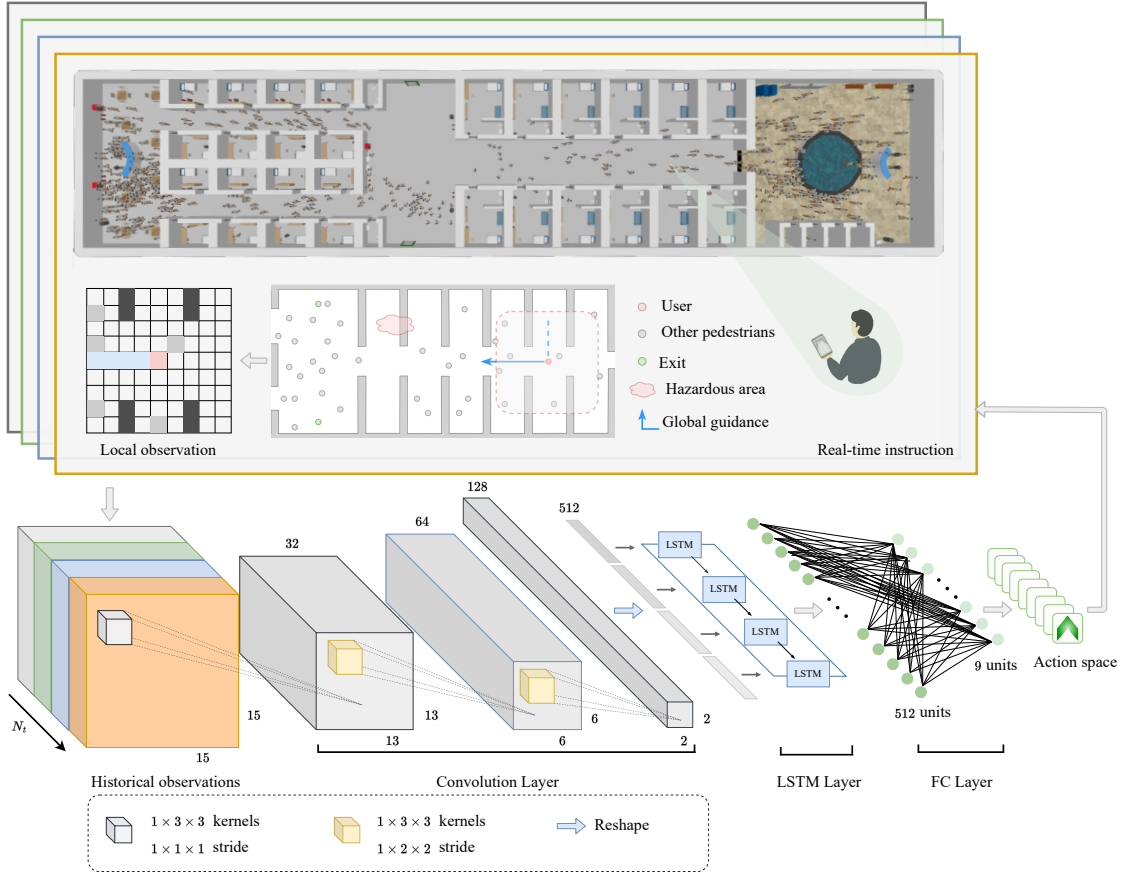 User
Other pedestrians
Exit
Hazardous area
Global guidance
Local observation
Real-time instruction
128
512
64
32
LSTM
LSTM
LSTM
LSTM
15
15
13
13
6
6
2
2
N_t
9 units
512 units
Action space
Historical observations
Convolution Layer
LSTM Layer
FC Layer
1 × 3 × 3 kernels
1 × 1 × 1 stride
1 × 3 × 3 kernels
1 × 2 × 2 stride
Reshape